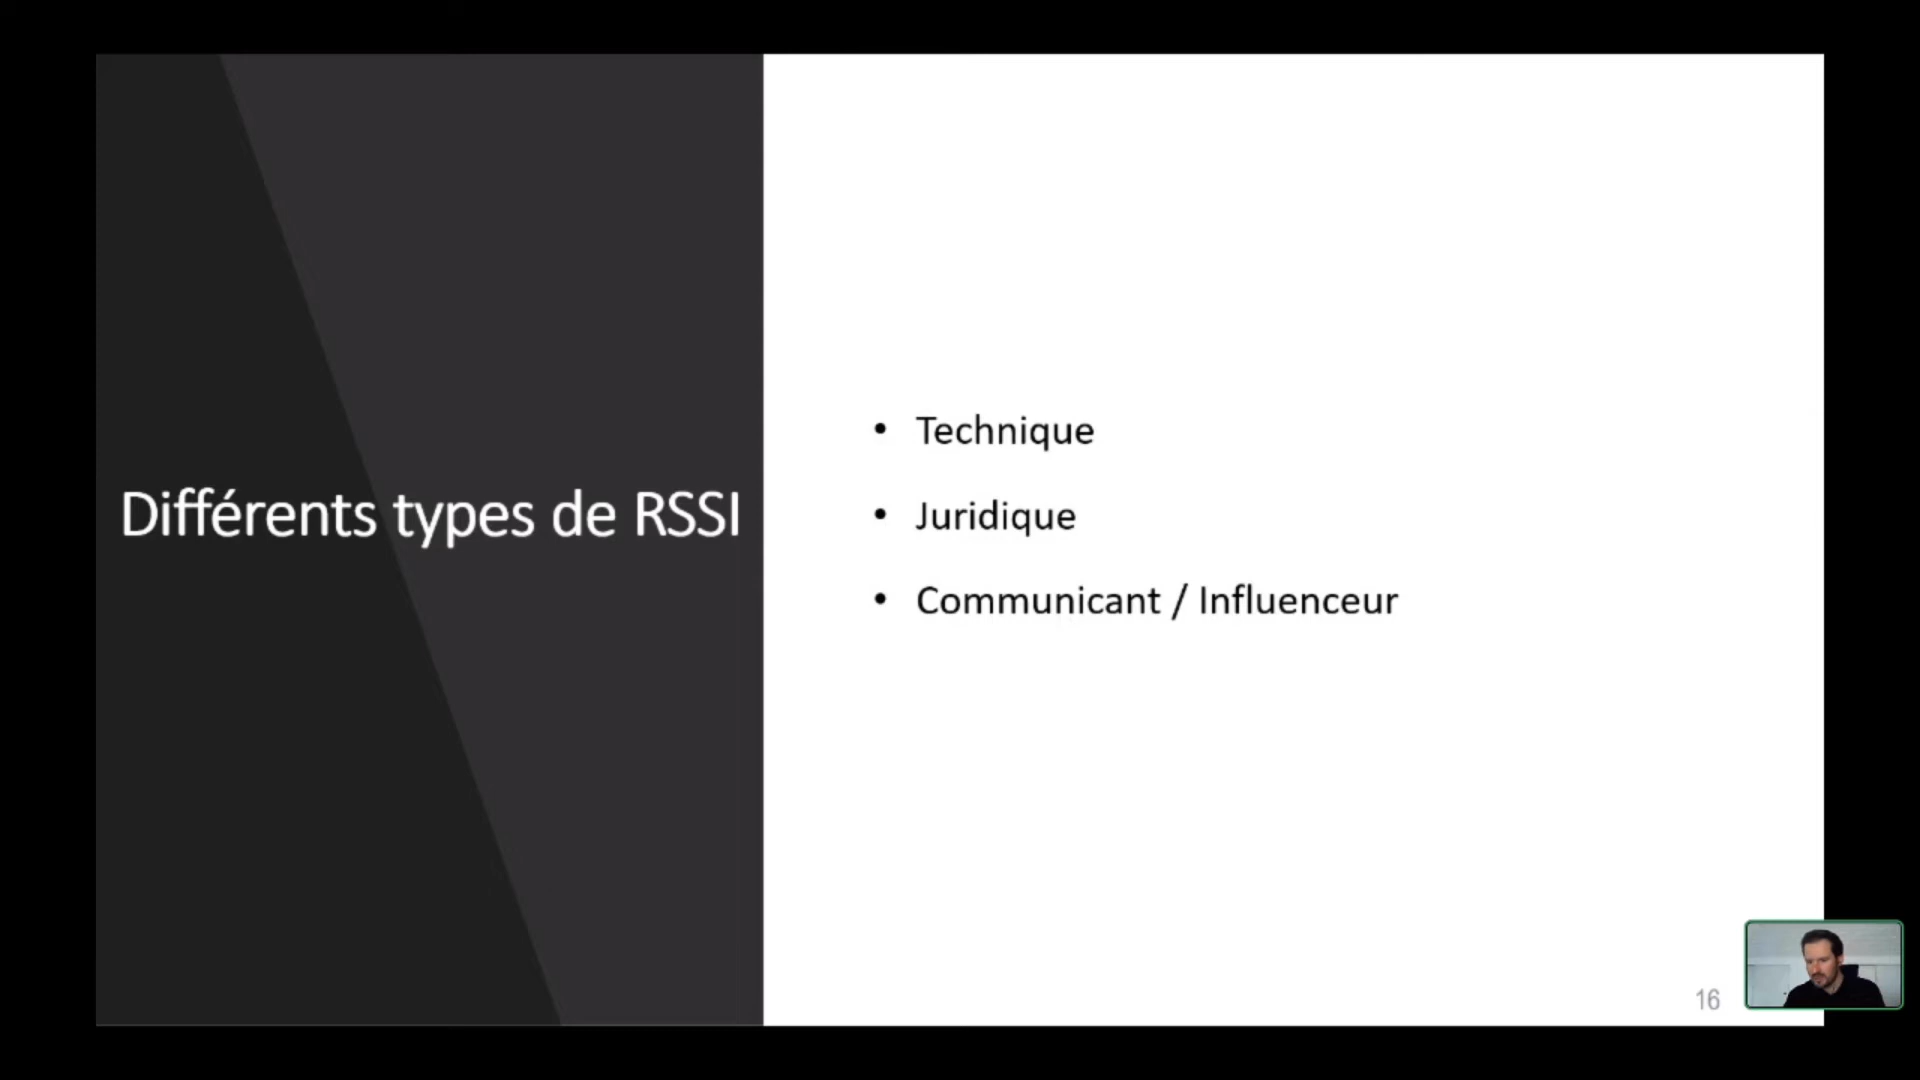 Différents types de RSSI
• Technique
• Juridique
• Communicant / Influenceur
16